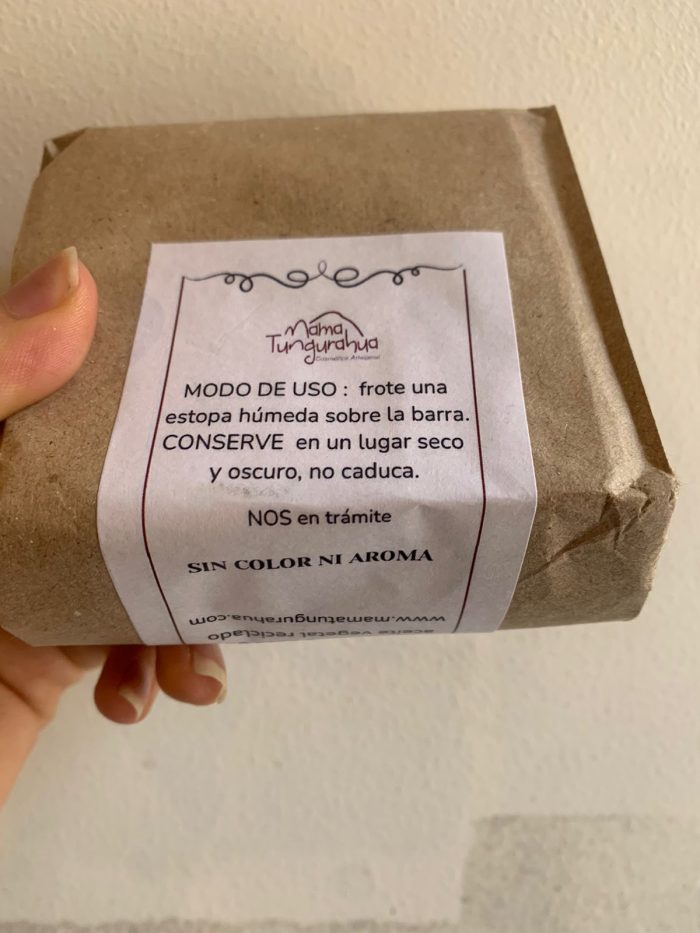 Mama
Tungurahua
Cosmética Artesanal
MODO DE USO : frote una
estopa húmeda sobre la barra.
CONSERVE en un lugar seco
y oscuro, no caduca.
NOS en trámite
SIN COLOR NI AROMA
www.mamatungurahua.com
aceite vegetal reciclado